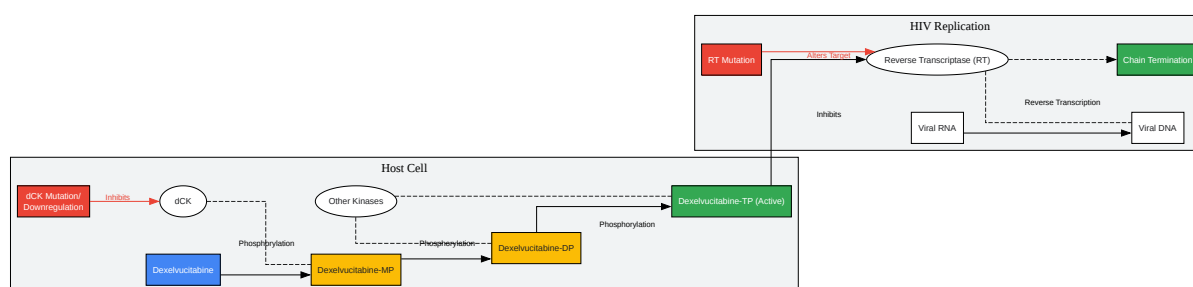 HIV Replication
RT Mutation
Alters Target
Reverse Transcriptase (RT)
Chain Termination
Reverse Transcription
Inhibits
Viral RNA
Viral DNA
Host Cell
dCK Mutation/
Downregulation
Inhibits
dCK
Other Kinases
Dexelvucitabine-TP (Active)
Phosphorylation
Phosphorylation
Phosphorylation
Dexelvucitabine-DP
Dexelvucitabine
Dexelvucitabine-MP